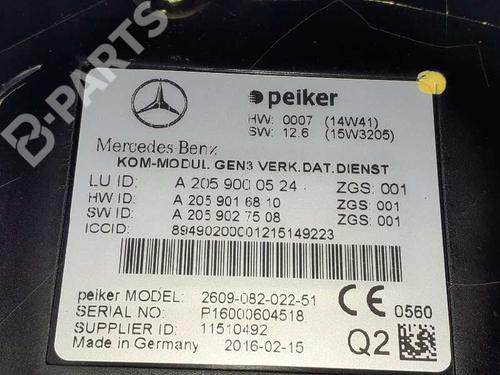 B-PARTS
peiker
HW: 0007 (14W41)
SW: 12.6 (15W3205)
Mercedes-Benz
KOM-MODUL GEN3 VERK.DAT.DIENST
LU ID: A 205 900 05 24 ZGS: 001
HW ID: A 205 901 68 10 ZGS: 001
SW ID: A 205 902 75 08 ZGS: 001
ICCID: 89490200001215149223
peiker MODEL: 2609-082-022-51
SERIAL NO: P16000604518
SUPPLIER ID: 11510492
Made in Germany 2016-02-15
CE 0560
Q2